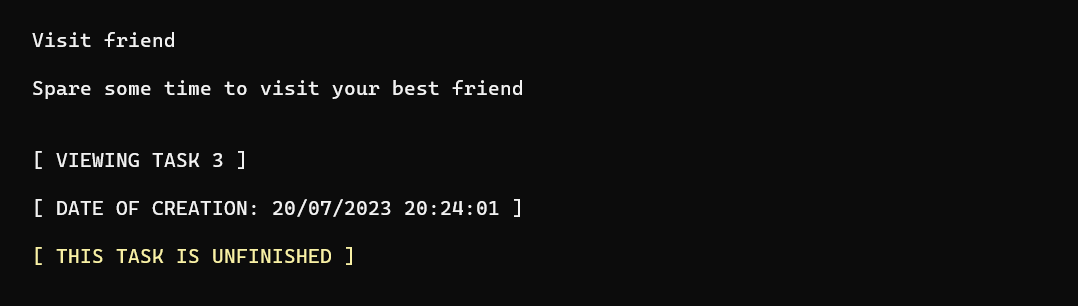 Visit friend
Spare some time to visit your best friend
[ VIEWING TASK 3 ]
[ DATE OF CREATION: 20/07/2023 20:24:01 ]
[ THIS TASK IS UNFINISHED ]